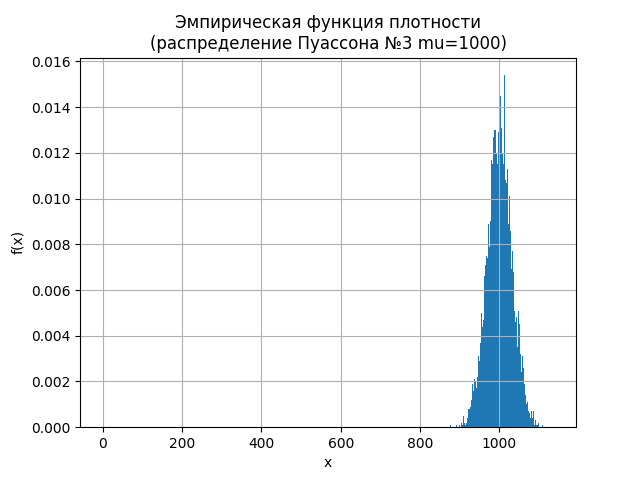 Эмпирическая функция плотности
(распределение Пуассона №3 mu=1000)
0.016
0.014
0.012
0.010
0.008
0.006
0.004
0.002
0.000
f(x)
0 200 400 600 800 1000
x